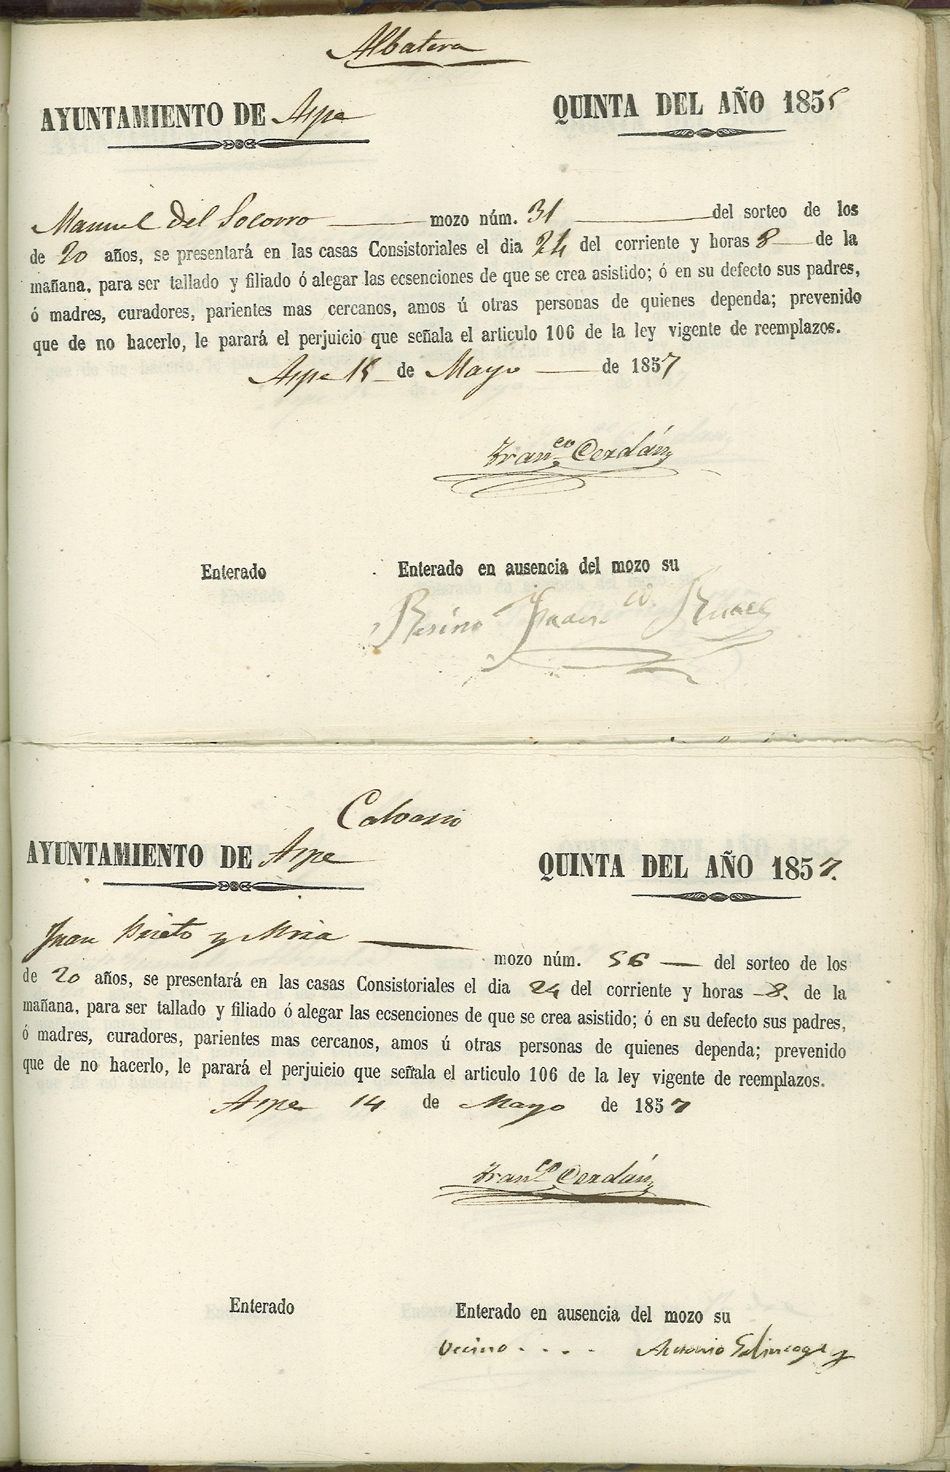 Albatera
AYUNTAMIENTO DE Aspe
QUINTA DEL AÑO 185
Manuel del Socorro mozo núm. 31 del sorteo de los
de 20 años, se presentará en las casas Consistoriales el dia 24 del corriente y horas 8 de la
mañana, para ser tallado y filiado ó alegar las ecsenciones de que se crea asistido; ó en su defecto sus padres,
ó madres, curadores, parientes mas cercanos, amos ú otras personas de quienes dependa; prevenido
que de no hacerlo, le parará el perjuicio que señala el articulo 106 de la ley vigente de reemplazos.
Aspe de Mayo de 1857
Franco Cerdán
Enterado
Enterado en ausencia del mozo su
AYUNTAMIENTO DE Aspe
QUINTA DEL AÑO 1857.
Juan y mozo núm. 56 del sorteo de los
de 20 años, se presentará en las casas Consistoriales el dia 24 del corriente y horas 8. de la
mañana, para ser tallado y filiado ó alegar las ecsenciones de que se crea asistido; ó en su defecto sus padres,
ó madres, curadores, parientes mas cercanos, amos ú otras personas de quienes dependa; prevenido
que de no hacerlo, le parará el perjuicio que señala el articulo 106 de la ley vigente de reemplazos.
Aspe 14 de Mayo de 1857
Franco Cerdán
Enterado
Enterado en ausencia del mozo su
Vecino.... Antonio